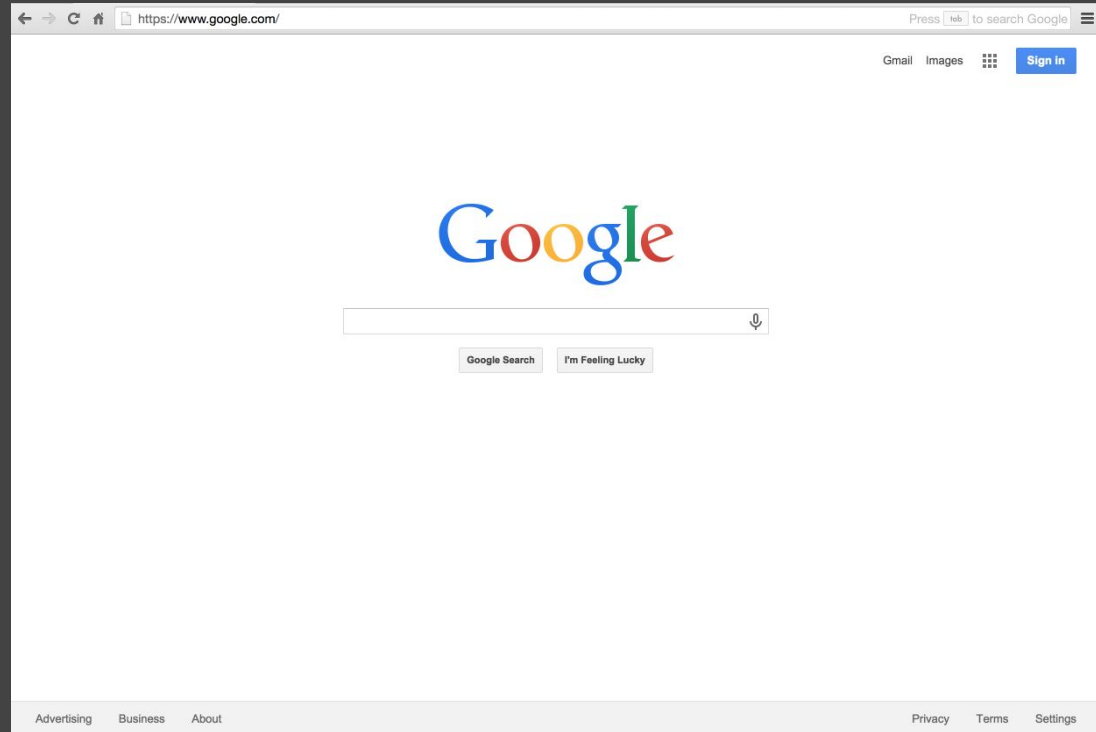 https://www.google.com/ Press tab to search Google
Gmail Images Sign in
Google
Google Search I'm Feeling Lucky
Advertising Business About Privacy Terms Settings